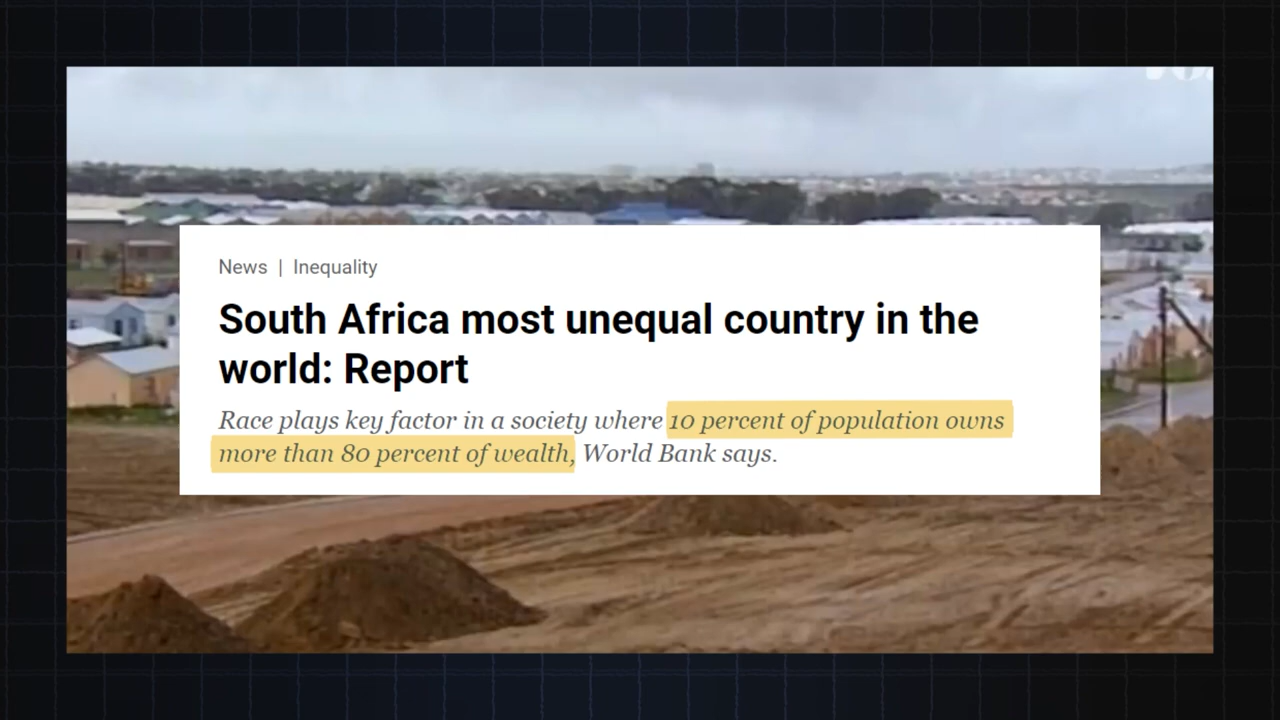 News | Inequality
South Africa most unequal country in the
world: Report
Race plays key factor in a society where 10 percent of population owns
more than 80 percent of wealth, World Bank says.